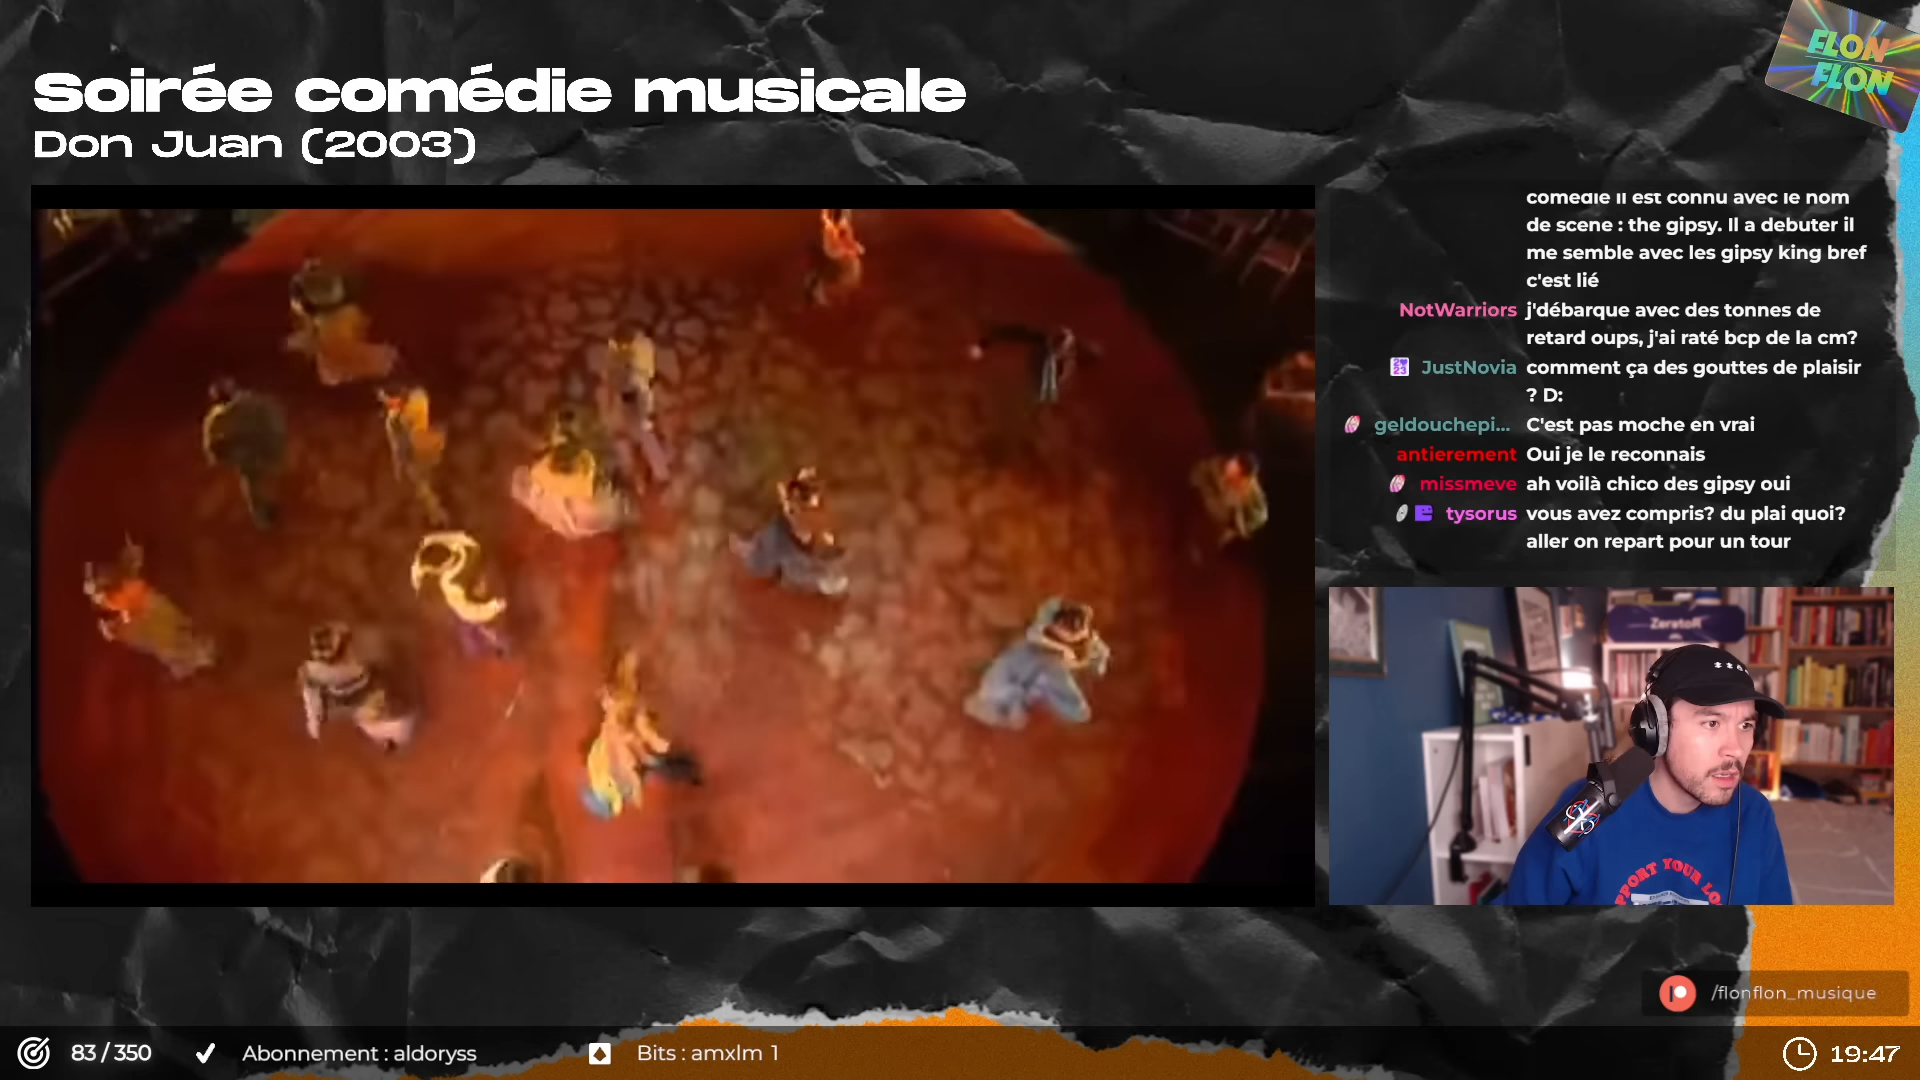 Soirée comédie musicale
Don Juan (2003)
FLON
FLON
comedie il est connu avec le nom
de scene : the gipsy. Il a debuter il
me semble avec les gipsy king bref
c'est lié
NotWarriors j'débarque avec des tonnes de
retard oups, j'ai raté bcp de la cm?
JustNovia comment ça des gouttes de plaisir
? D:
geldouchepi... C'est pas moche en vrai
antierement Oui je le reconnais
missmeve ah voilà chico des gipsy oui
tysorus vous avez compris? du plai quoi?
aller on repart pour un tour
ZeratoR
PPORT YOUR LO
/flonflon_musique
83 / 350
Abonnement : aldoryss
Bits : amxlm 1
19:47